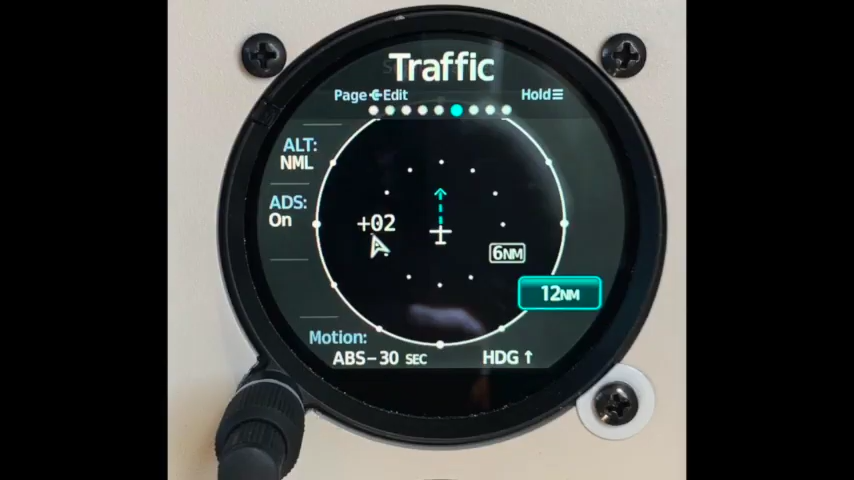 Traffic
Page Edit
Hold
ALT:
NML
ADS:
On
+02
6NM
12NM
Motion:
ABS-30 SEC
HDG ↑